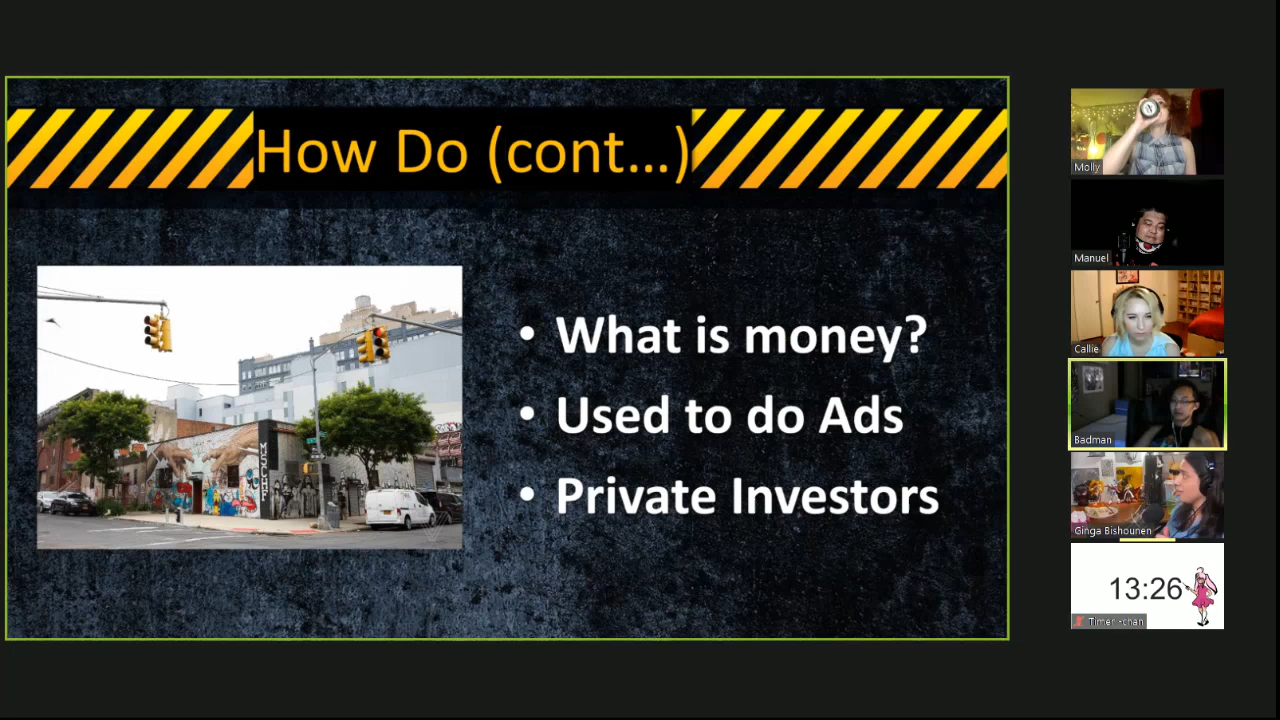 How Do (cont...)
• What is money?
• Used to do Ads
• Private Investors
Molly
Manuel
Callie
Badman
Ginga Bishounen
13:26
Timer -chan